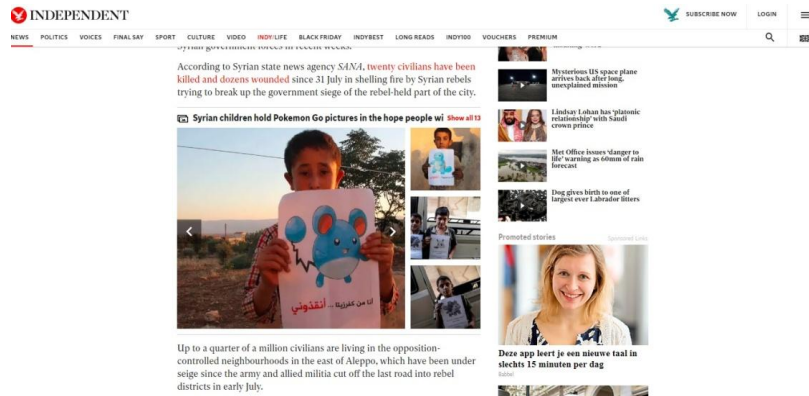 INDEPENDENT
SUBSCRIBE NOW
LOGIN
NEWS POLITICS VOICES FINAL SAY SPORT CULTURE VIDEO INDY/LIFE BLACK FRIDAY INDYBEST LONG READS INDY100 VOUCHERS PREMIUM
Syrian government forces in recent weeks.
According to Syrian state news agency SANA, twenty civilians have been
killed and dozens wounded since 31 July in shelling fire by Syrian rebels
trying to break up the government siege of the rebel-held part of the city.
Syrian children hold Pokemon Go pictures in the hope people wi Show all 13
أنا من كفرزيتا ... أنقذوني
Up to a quarter of a million civilians are living in the opposition-
controlled neighbourhoods in the east of Aleppo, which have been under
seige since the army and allied militia cut off the last road into rebel
districts in early July.
Mysterious US space plane
arrives back after long,
unexplained mission
Lindsay Lohan has 'platonic
relationship' with Saudi
crown prince
Met Office issues 'danger to
life' warning as 60mm of rain
forecast
Dog gives birth to one of
largest ever Labrador litters
Promoted stories
Sponsored Links
Deze app leert je een nieuwe taal in
slechts 15 minuten per dag
Babbel